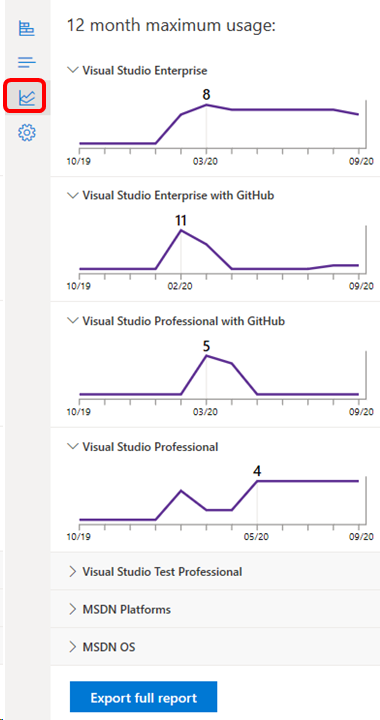 12 month maximum usage:
Visual Studio Enterprise
8
10/19 03/20 09/20
Visual Studio Enterprise with GitHub
11
10/19 02/20 09/20
Visual Studio Professional with GitHub
5
10/19 03/20 09/20
Visual Studio Professional
4
10/19 05/20 09/20
Visual Studio Test Professional
MSDN Platforms
MSDN OS
Export full report